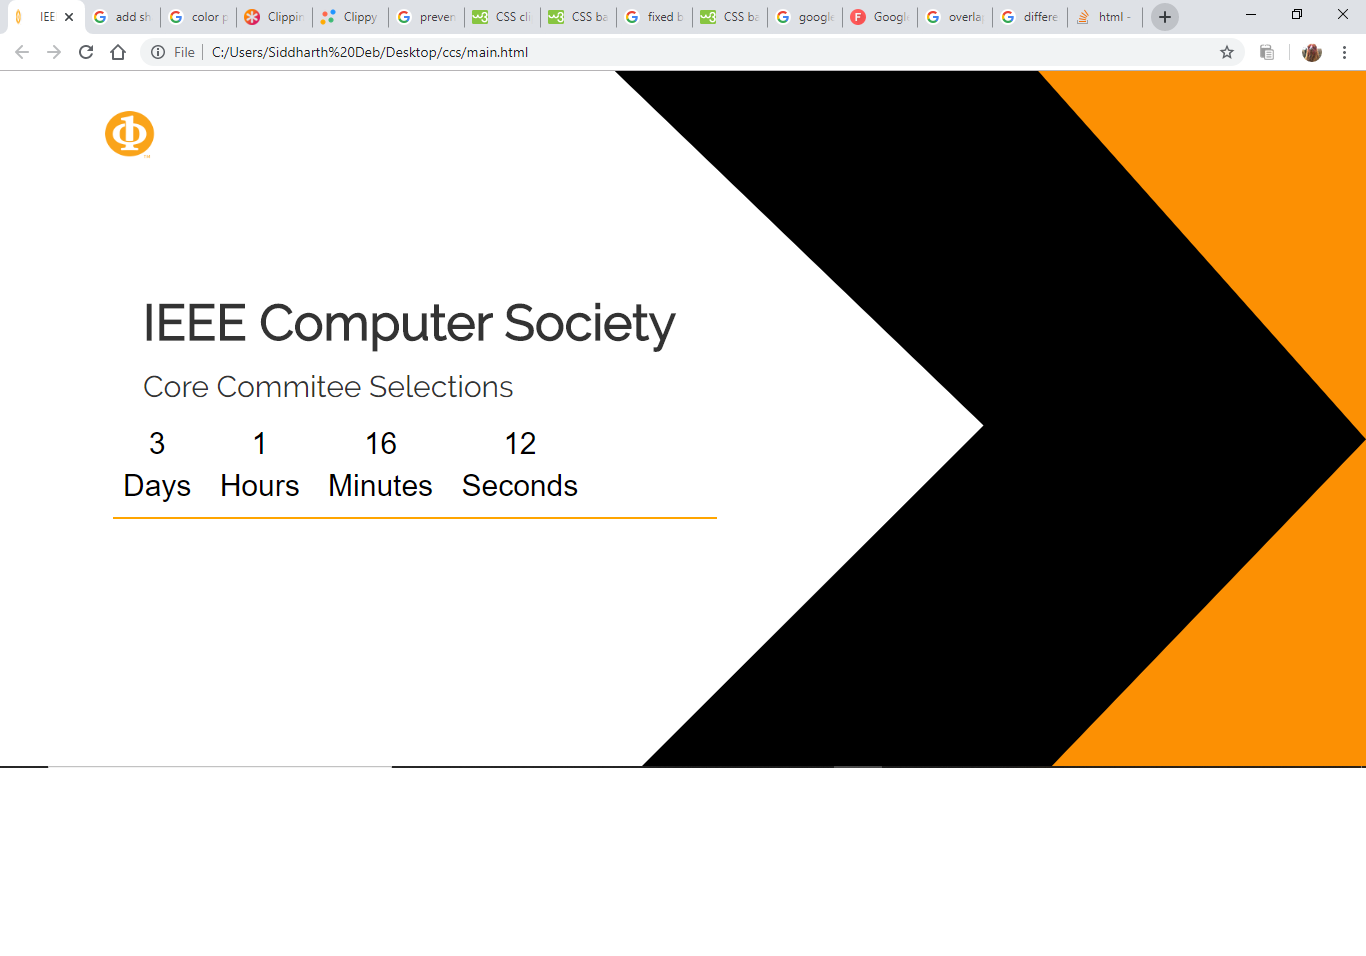 IEE add sh color p Clippin Clippy preven CSS cli CSS ba fixed b CSS ba google Googl overla differe html -
File C:/Users/Siddharth%20Deb/Desktop/ccs/main.html
IEEE Computer Society
Core Commitee Selections
3 1 16 12
Days Hours Minutes Seconds